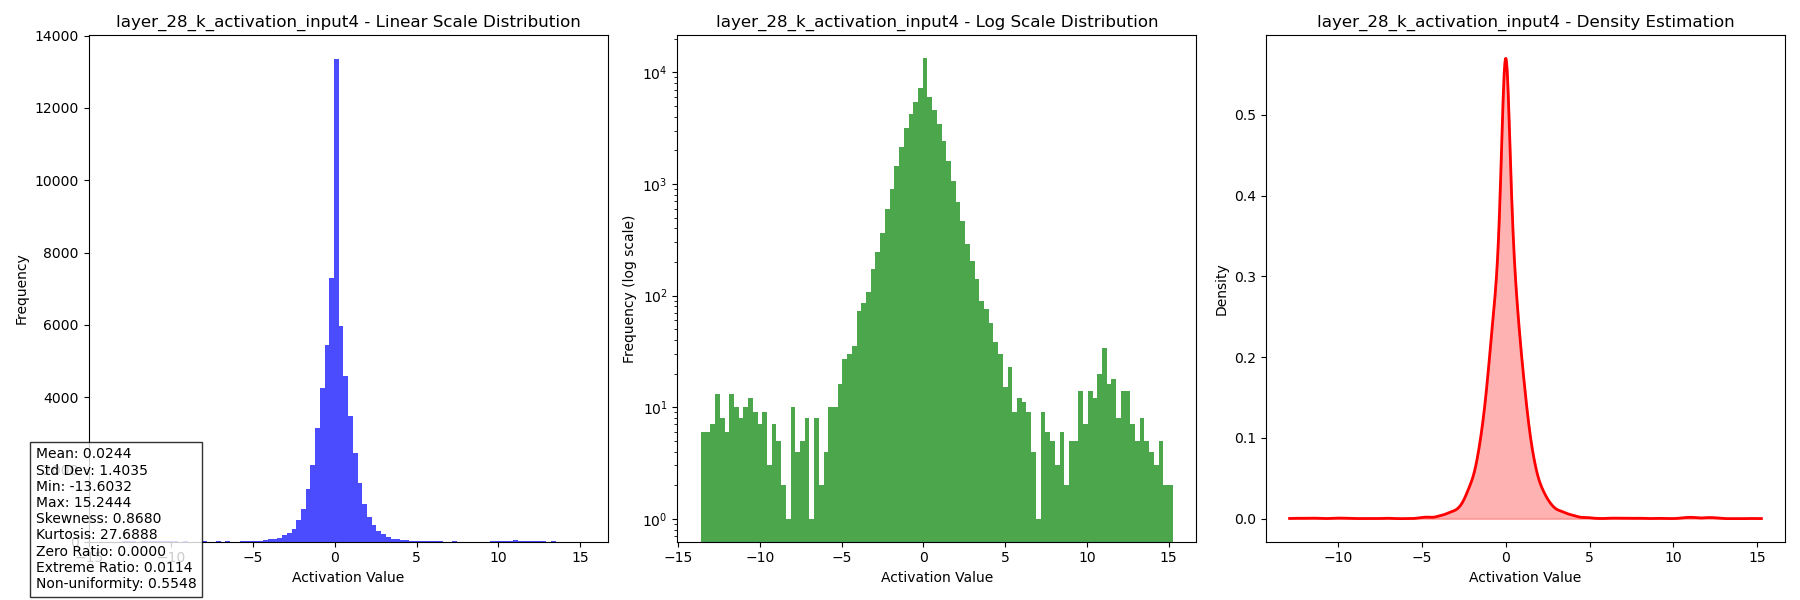 layer_28_k_activation_input4 - Linear Scale Distribution
14000
12000
10000
8000
6000
4000
Frequency
−5
0
5
10
15
Activation Value
Mean: 0.0244
Std Dev: 1.4035
Min: -13.6032
Max: 15.2444
Skewness: 0.8680
Kurtosis: 27.6888
Zero Ratio: 0.0000
Extreme Ratio: 0.0114
Non-uniformity: 0.5548
layer_28_k_activation_input4 - Log Scale Distribution
10^4
10^3
10^2
10^1
10^0
Frequency (log scale)
−15
−10
−5
0
5
10
15
Activation Value
layer_28_k_activation_input4 - Density Estimation
0.5
0.4
0.3
0.2
0.1
0.0
Density
−10
−5
0
5
10
15
Activation Value